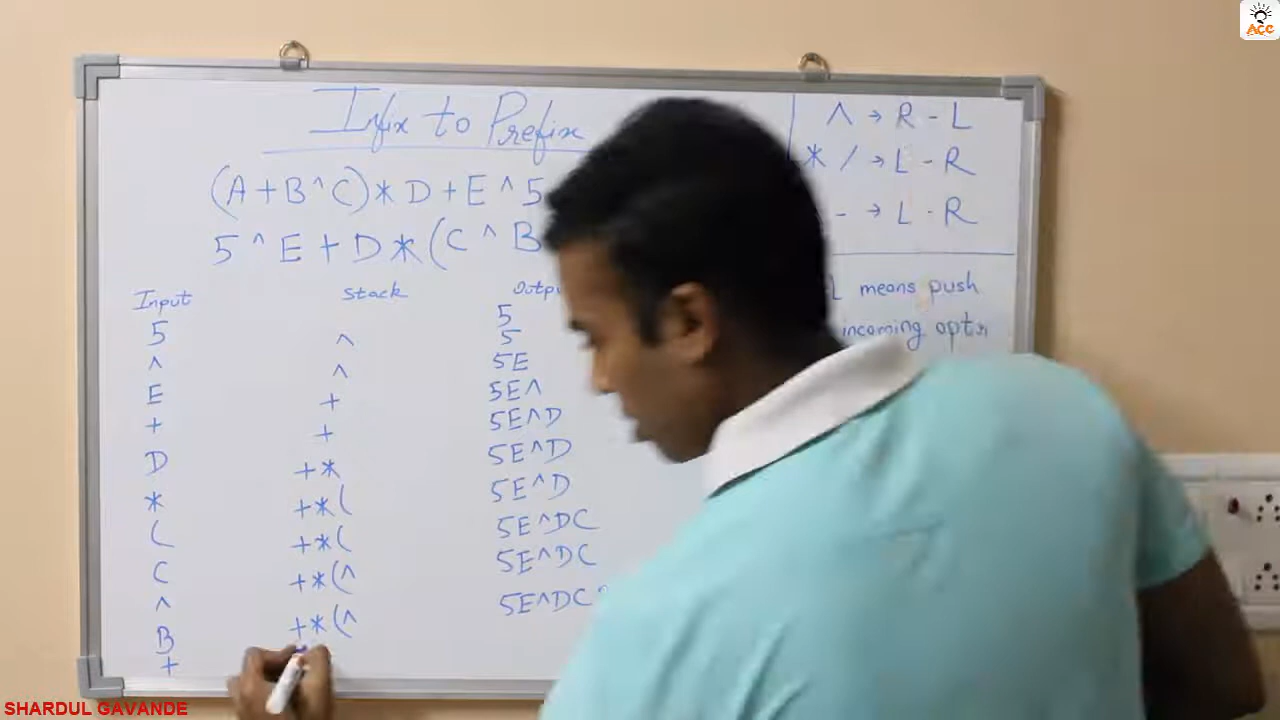 Acc
Infix to Prefix
(A + B ^ C) * D + E ^ 5
5 ^ E + D * (C ^ B
^ → R - L
* / → L - R
- → L - R
means push
incoming optr
Input Stack
5 5
^ ^ 5
E ^ 5E
+ + 5E^
D + 5E^D
* +* 5E^D
( +*( 5E^D
C +*( 5E^DC
^ +*(^ 5E^DC
B +*(^ 5E^DC
+
SHARDUL GAVANDE